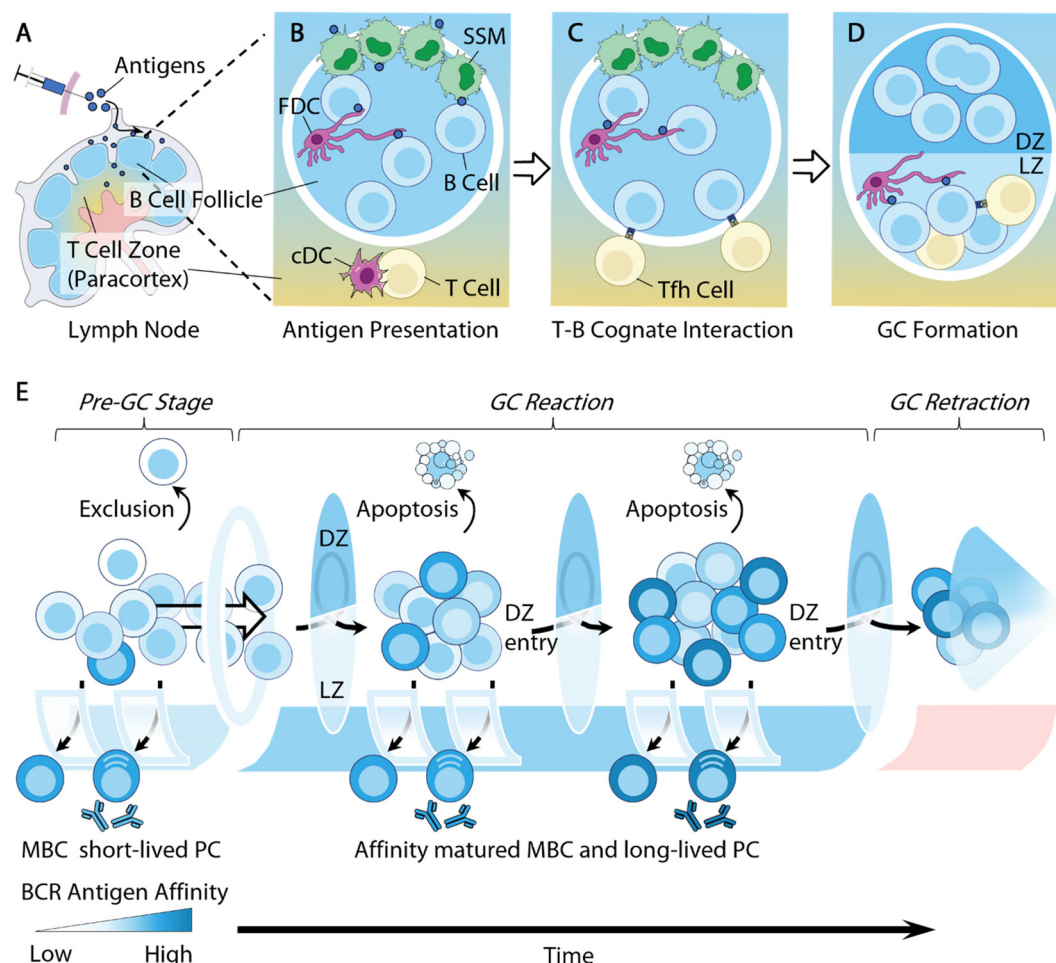 A
Antigens
B Cell Follicle
T Cell Zone
(Paracortex)
Lymph Node
B
SSM
FDC
B Cell
cDC
T Cell
Antigen Presentation
C
Tfh Cell
T-B Cognate Interaction
D
DZ
LZ
GC Formation
E
Pre-GC Stage
GC Reaction
GC Retraction
Exclusion
Apoptosis
Apoptosis
DZ
DZ
entry
DZ
entry
LZ
MBC short-lived PC
Affinity matured MBC and long-lived PC
BCR Antigen Affinity
Low
High
Time